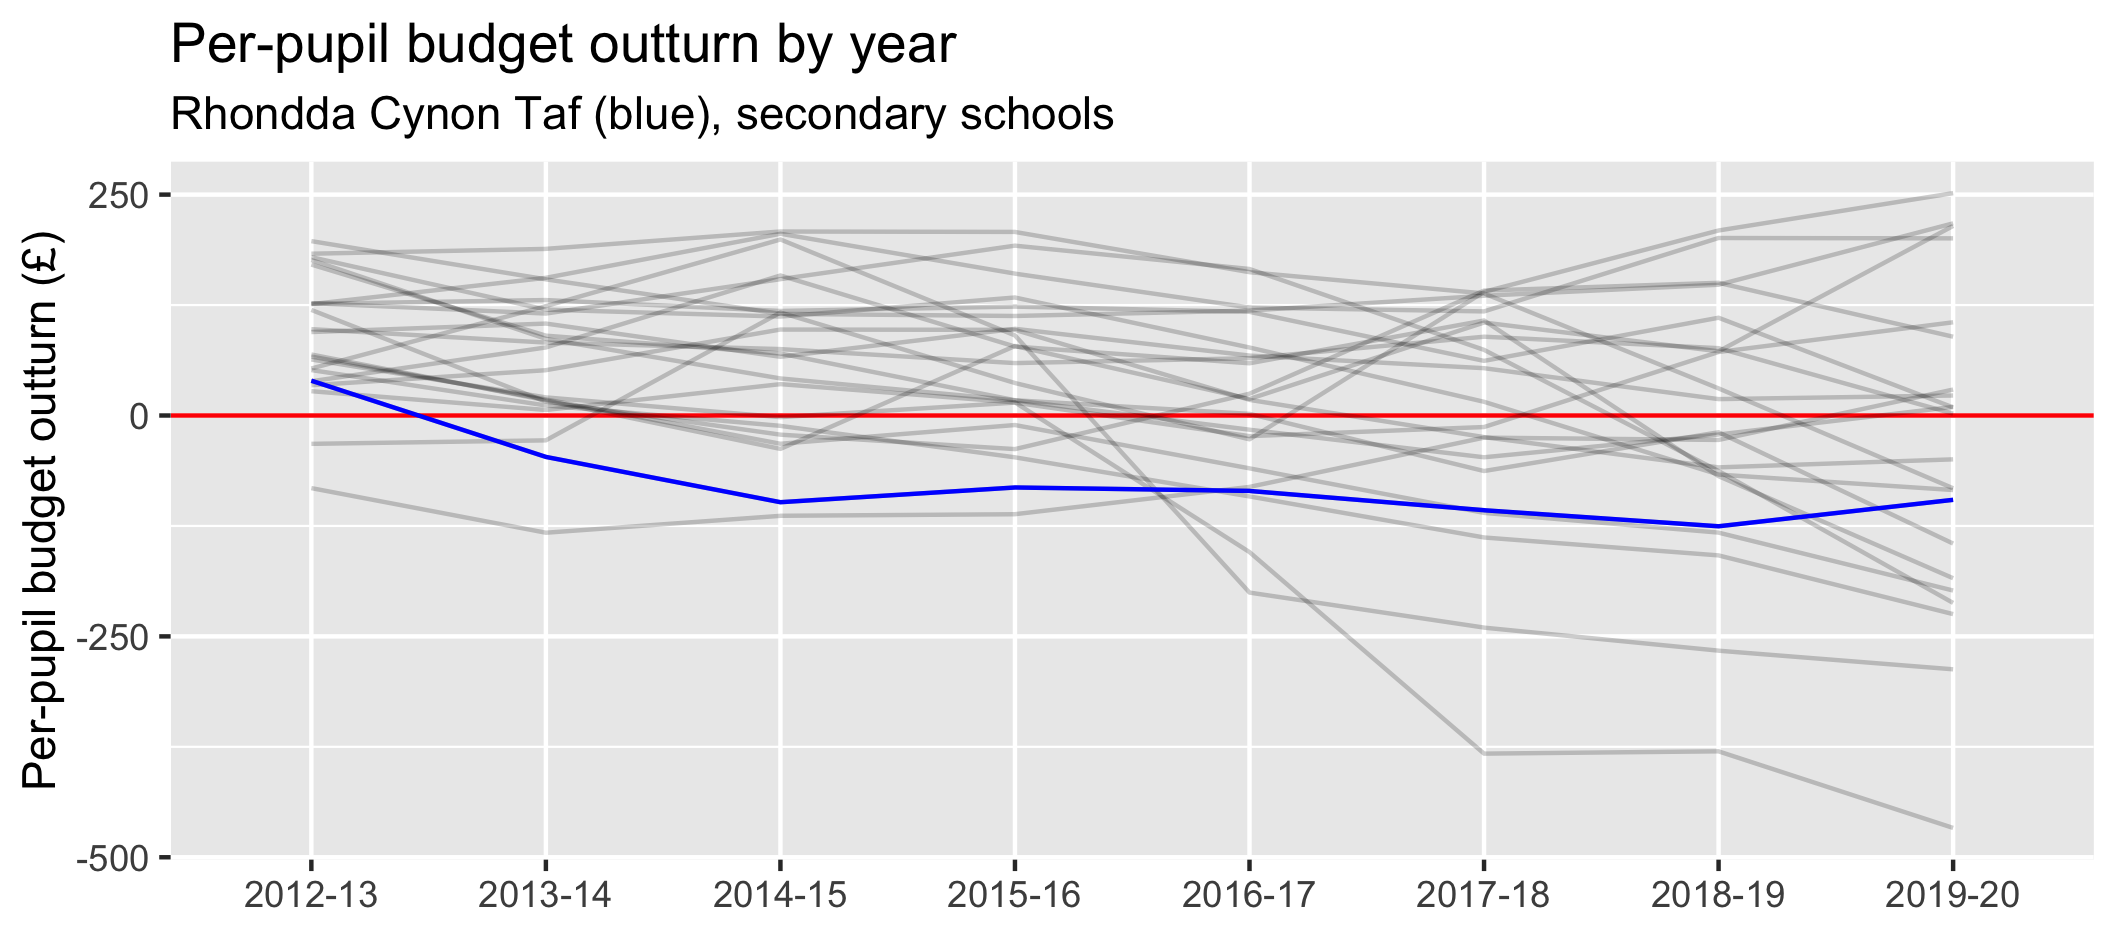 Per-pupil budget outturn by year
Rhondda Cynon Taf (blue), secondary schools
Per-pupil budget outturn (£)
250
0
-250
-500
2012-13 2013-14 2014-15 2015-16 2016-17 2017-18 2018-19 2019-20